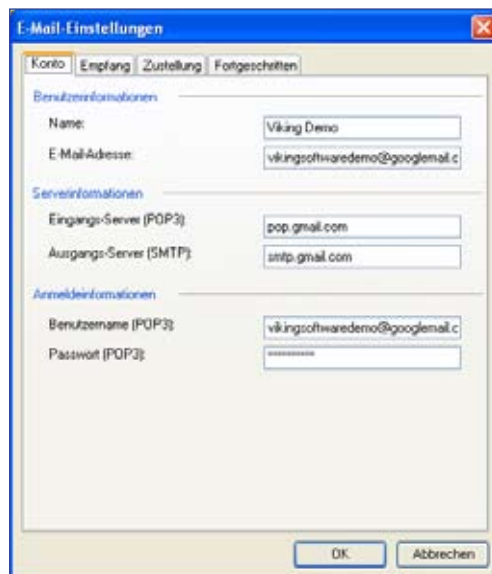 E-Mail-Einstellungen
Konto Empfang Zustellung Fortgeschritten
Benutzerinformationen
Name: Viking Demo
E-Mail-Adresse: vikingsoftwaredemo@googlemail.c
Serverinformationen
Eingangs-Server (POP3): pop.gmail.com
Ausgangs-Server (SMTP): smtp.gmail.com
Anmeldeinformationen
Benutzername (POP3): vikingsoftwaredemo@googlemail.c
Passwort (POP3):
OK Abbrechen